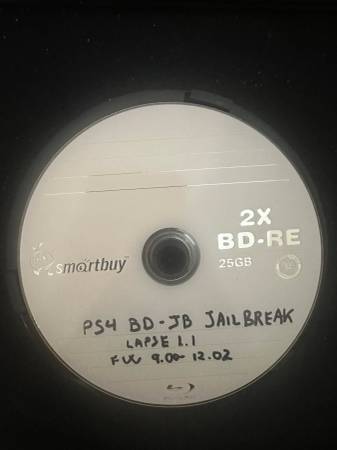 2X
BD-RE
smartbuy
25GB
PS4 BD-JB JAILBREAK
LAPSE 1.1
FW 9.00-12.02